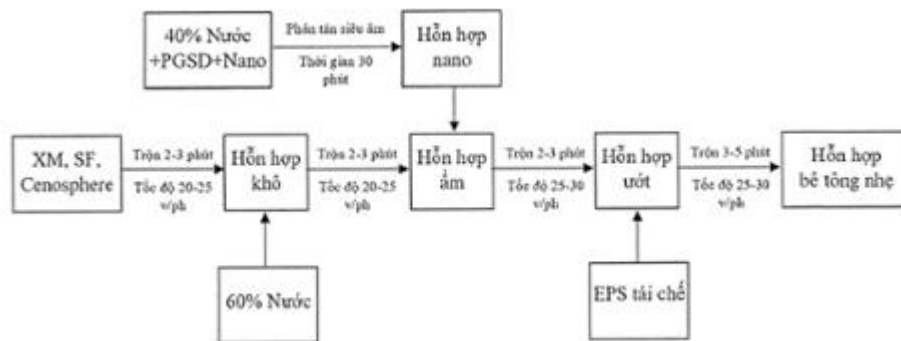 40% Nước
+PGSD+Nano
Phân tán siêu âm
Thời gian 30
phút
Hỗn hợp
nano
XM, SF,
Cenosphere
Trộn 2-3 phút
Tốc độ 20-25
v/ph
Hỗn hợp
khô
Trộn 2-3 phút
Tốc độ 20-25
v/ph
Hỗn hợp
ẩm
Trộn 2-3 phút
Tốc độ 25-30
v/ph
Hỗn hợp
ướt
Trộn 3-5 phút
Tốc độ 25-30
v/ph
Hỗn hợp
bê tông nhẹ
60% Nước
EPS tái chế